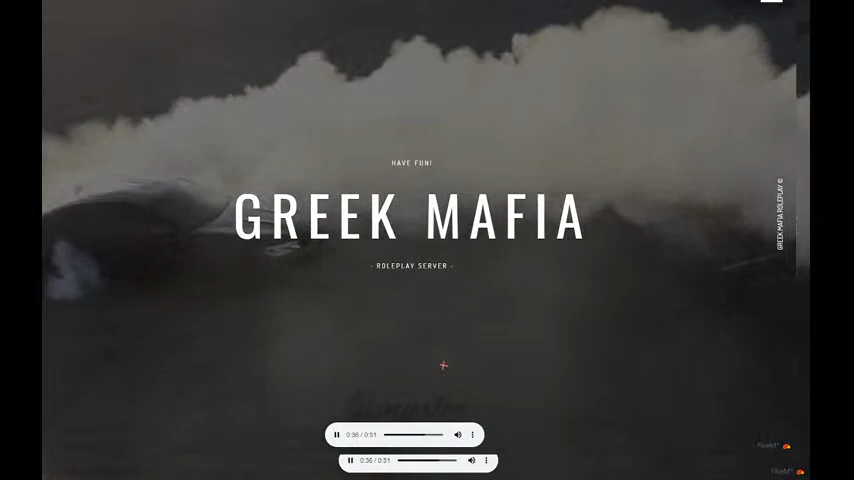 HAVE FUN!
GREEK MAFIA
- ROLEPLAY SERVER -
GREEK MAFIA ROLEPLAY ©
0:36 / 0:51
0:36 / 0:51
FiveM*
FiveM*